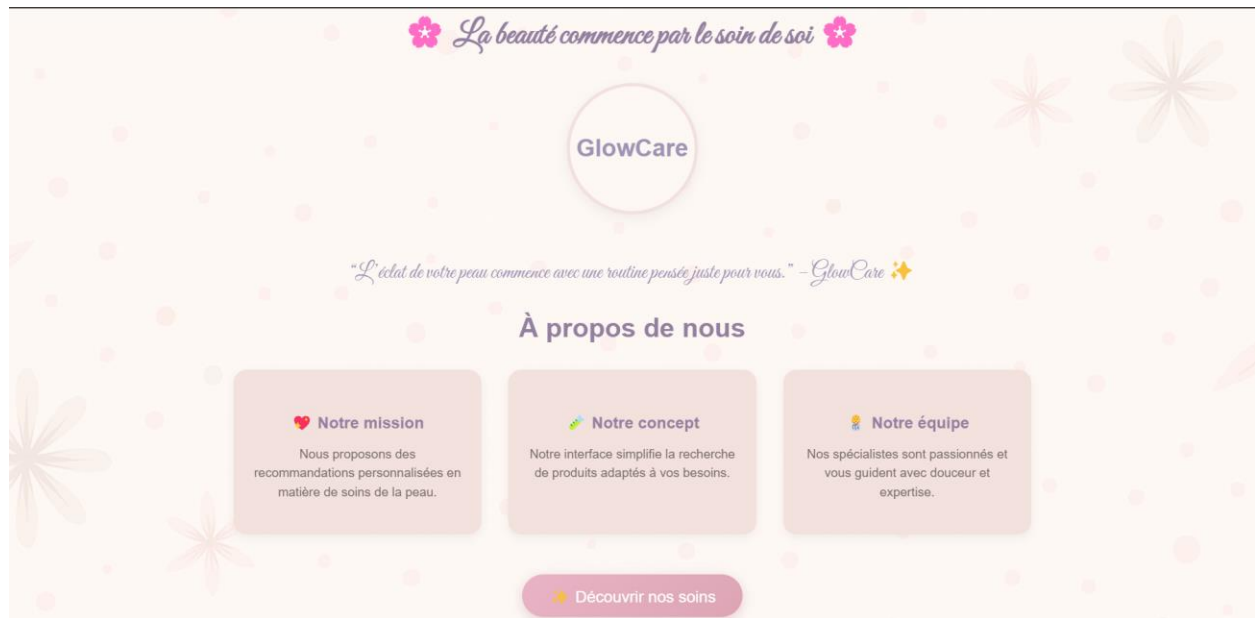 🌸 La beauté commence par le soin de soi 🌸
GlowCare
“L’éclat de votre peau commence avec une routine pensée juste pour vous.” – GlowCare ✨
À propos de nous
💖 Notre mission
Nous proposons des
recommandations personnalisées en
matière de soins de la peau.
🧪 Notre concept
Notre interface simplifie la recherche
de produits adaptés à vos besoins.
Notre équipe
Nos spécialistes sont passionnés et
vous guident avec douceur et
expertise.
✨ Découvrir nos soins